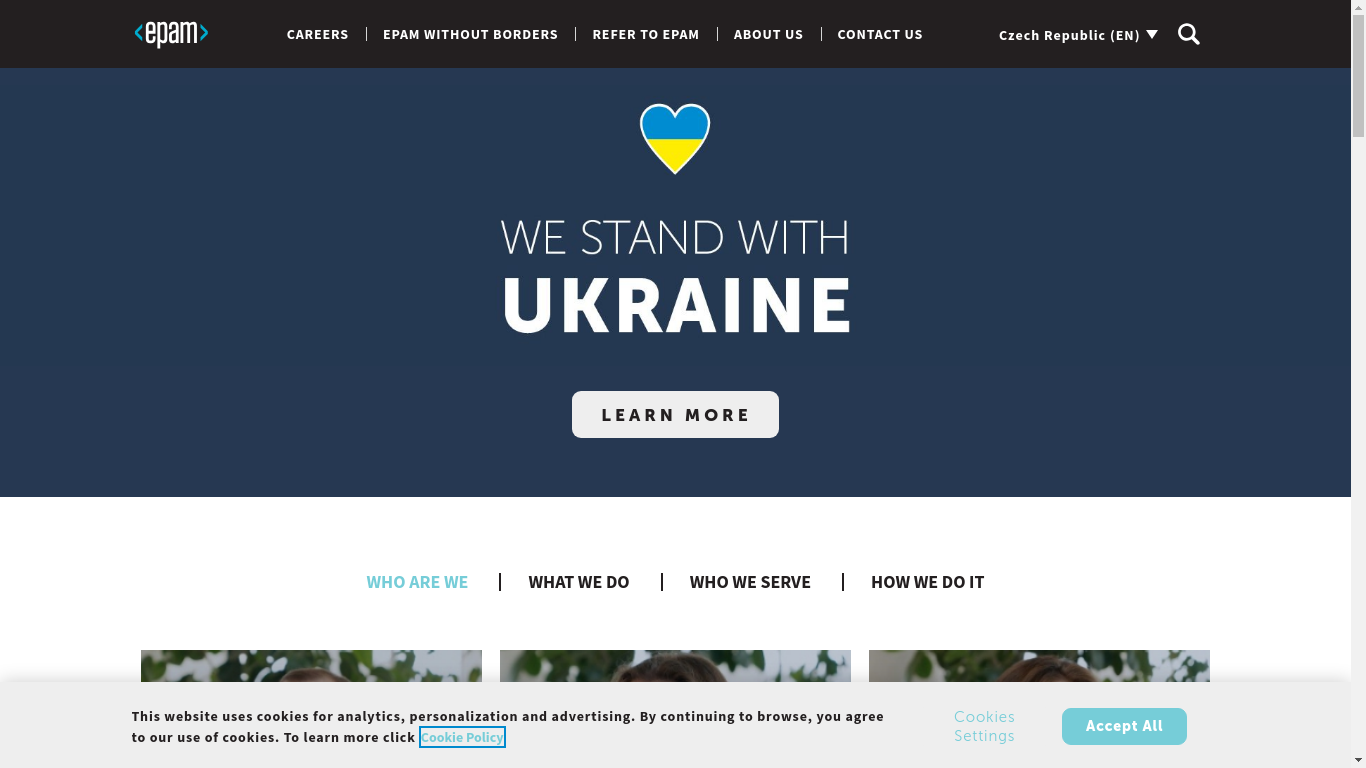 <epam>
CAREERS
EPAM WITHOUT BORDERS
REFER TO EPAM
ABOUT US
CONTACT US
Czech Republic (EN)
WE STAND WITH
UKRAINE
LEARN MORE
WHO ARE WE
WHAT WE DO
WHO WE SERVE
HOW WE DO IT
This website uses cookies for analytics, personalization and advertising. By continuing to browse, you agree
to our use of cookies. To learn more click Cookie Policy
Cookies
Settings
Accept All